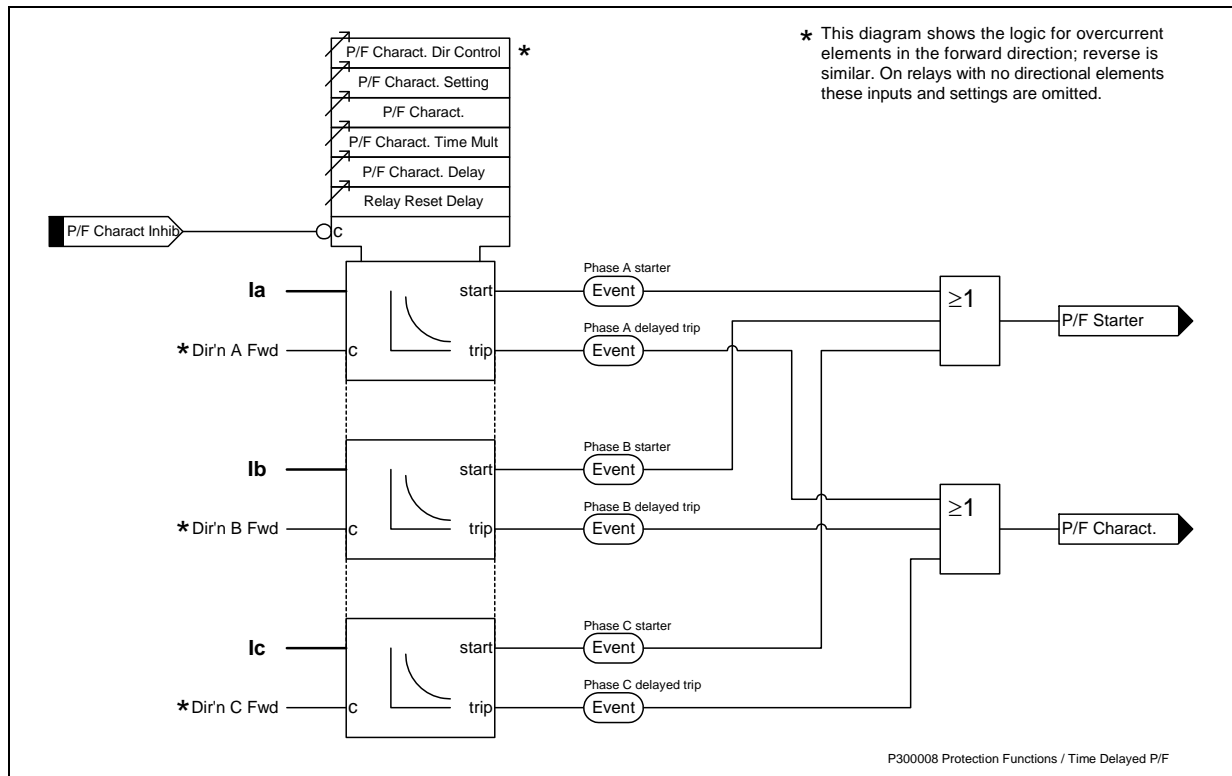 P/F Charact. Dir Control *
P/F Charact. Setting
P/F Charact.
P/F Charact. Time Mult
P/F Charact. Delay
Relay Reset Delay
* This diagram shows the logic for overcurrent
elements in the forward direction; reverse is
similar. On relays with no directional elements
these inputs and settings are omitted.
P/F Charact Inhib
c
Ia
start
Phase A starter
Event
≥1
P/F Starter
*Dir'n A Fwd
c
trip
Phase A delayed trip
Event
Ib
start
Phase B starter
Event
*Dir'n B Fwd
c
trip
Phase B delayed trip
Event
≥1
P/F Charact.
Ic
start
Phase C starter
Event
*Dir'n C Fwd
c
trip
Phase C delayed trip
Event
P300008 Protection Functions / Time Delayed P/F